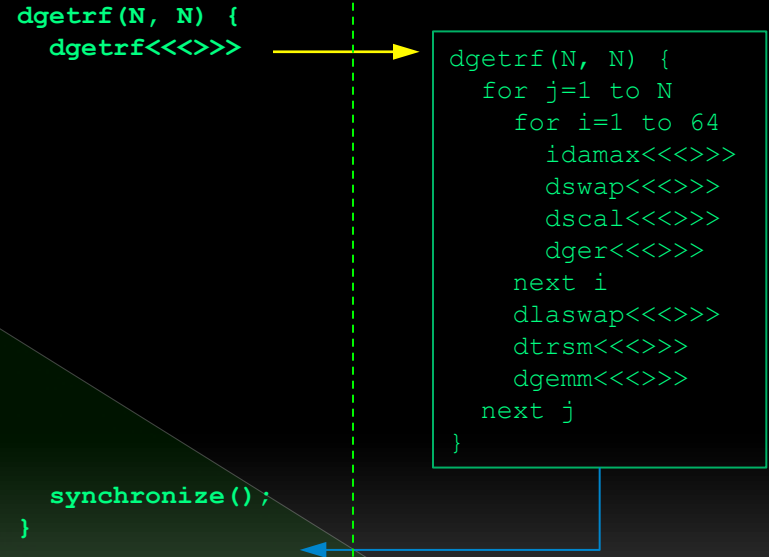 dgetrf(N, N) {
dgetrf<<<>>>
synchronize();
}
dgetrf(N, N) {
for j=1 to N
for i=1 to 64
idamax<<<>>>
dswap<<<>>>
dscal<<<>>>
dger<<<>>>
next i
dlaswap<<<>>>
dtrsm<<<>>>
dgemm<<<>>>
next j
}